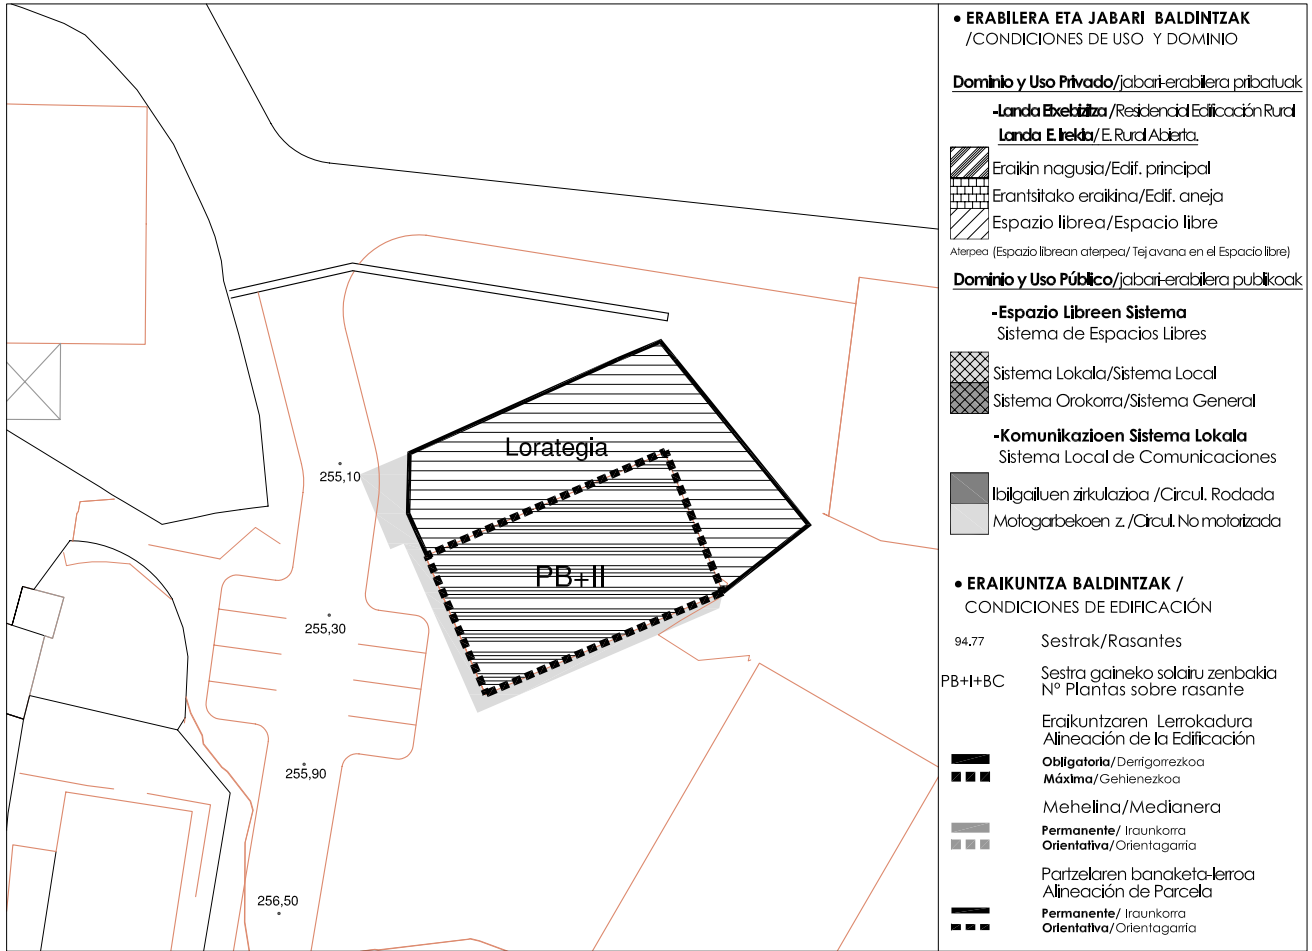 Lorategia
255,10
PB+II
255,30
255,90
256,50
• ERABILERA ETA JABARI BALDINTZAK
/CONDICIONES DE USO Y DOMINIO
Dominio y Uso Privado/jabari-erabilera pribatuak
-Landa Etxebizitza/Residencial Edificación Rural
Landa E. Irekia/E. Rural Abierta.
Eraikin nagusia/Edif. principal
Erantsitako eraikina/Edif. aneja
Espazio librea/Espacio libre
Aterpea (Espazio librean aterpea/ Tejavana en el Espacio libre)
Dominio y Uso Público/jabari-erabilera publikoak
-Espazio Libreen Sistema
Sistema de Espacios Libres
Sistema Lokala/Sistema Local
Sistema Orokorra/Sistema General
-Komunikazioen Sistema Lokala
Sistema Local de Comunicaciones
Ibilgailuen zirkulazioa /Circul. Rodada
Motogarbekoen z. /Circul. No motorizada
• ERAIKUNTZA BALDINTZAK /
CONDICIONES DE EDIFICACIÓN
94.77 Sestrak/Rasantes
PB+I+BC Sestra gaineko solairu zenbakia
Nº Plantas sobre rasante
Eraikuntzaren Lerrokadura
Alineación de la Edificación
Obligatoria/Derrigorrezkoa
Máxima/Gehienezkoa
Mehelina/Medianera
Permanente/ Iraunkorra
Orientativa/Orientagarria
Partzelaren banaketa-lerroa
Alineación de Parcela
Permanente/ Iraunkorra
Orientativa/Orientagarria